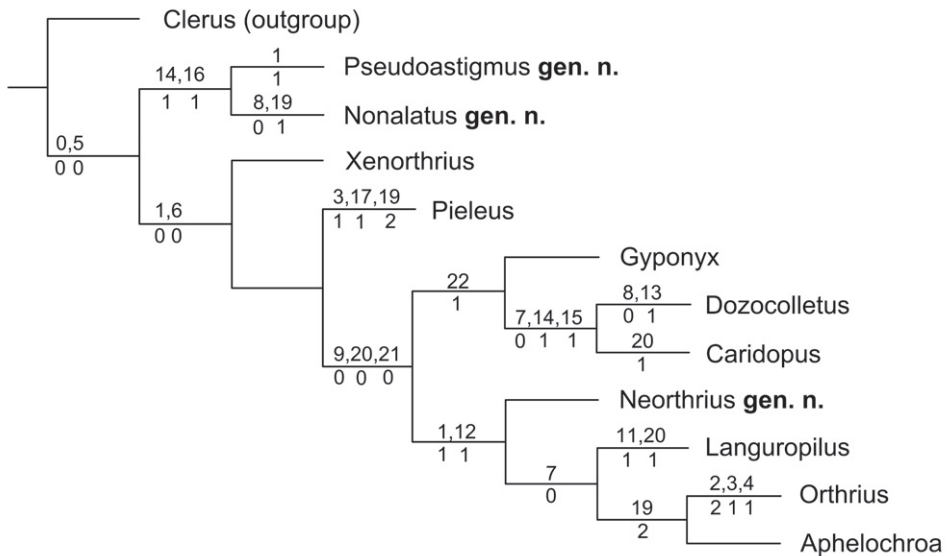 Clerus (outgroup)
14,16
1 1
1
1
Pseudoastigmus gen. n.
8,19
0 1
Nonalatus gen. n.
0,5
0 0
Xenorthrius
1,6
0 0
3,17,19
1 1 2
Pieleus
Gyponyx
22
1
8,13
0 1
Dozocolletus
7,14,15
0 1 1
20
1
Caridopus
9,20,21
0 0 0
Neorthrius gen. n.
1,12
1 1
11,20
1 1
Languropilus
7
0
2,3,4
2 1 1
Orthrius
19
2
Aphelochroa